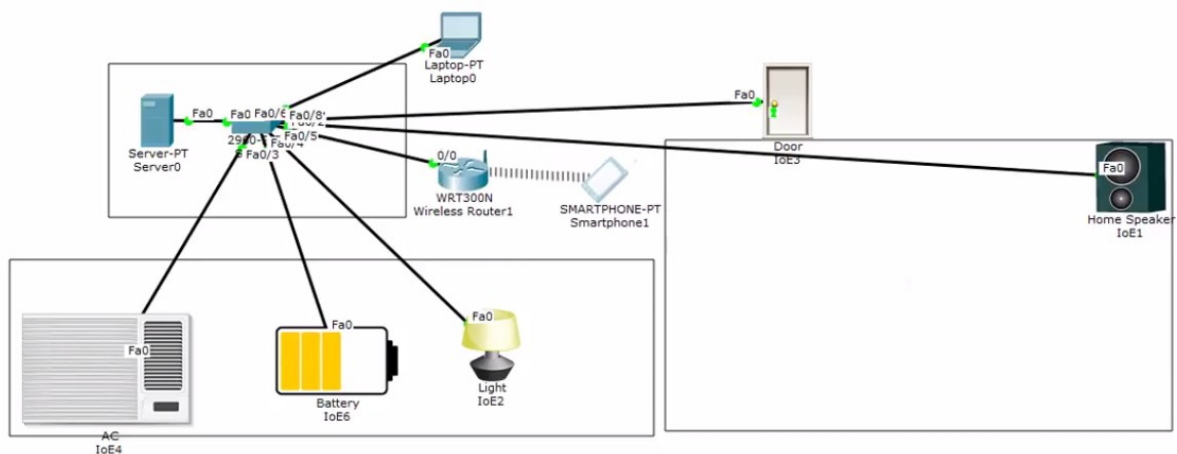 Fa0
Laptop-PT
Laptop0
Fa0
Fa0
Fa0/6
Fa0/8
Fa0/5
Fa0/3
Server-PT
Server0
0/0
WRT300N
Wireless Router1
SMARTPHONE-PT
Smartphone1
Fa0
Door
IoE3
Fa0
Home Speaker
IoE1
Fa0
AC
IoE4
Fa0
Battery
IoE6
Fa0
Light
IoE2